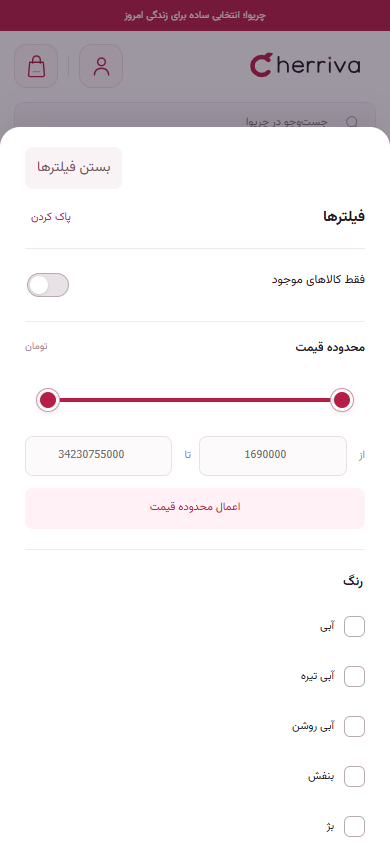 چریوا؛ انتخابی ساده برای زندگی امروز
cherriva
جست‌وجو در چریوا
بستن فیلترها
فیلترها
پاک کردن
فقط کالاهای موجود
محدوده قیمت
تومان
از
1690000
تا
34230755000
اعمال محدوده قیمت
رنگ
آبی
آبی تیره
آبی روشن
بنفش
بژ